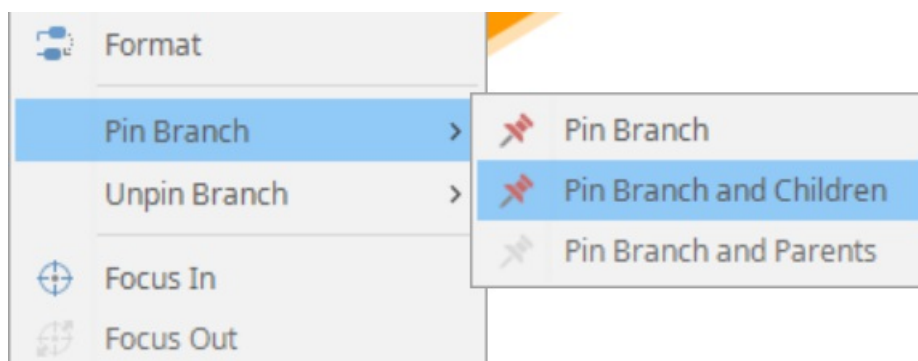 Format
Pin Branch
Unpin Branch
Focus In
Focus Out
Pin Branch
Pin Branch and Children
Pin Branch and Parents